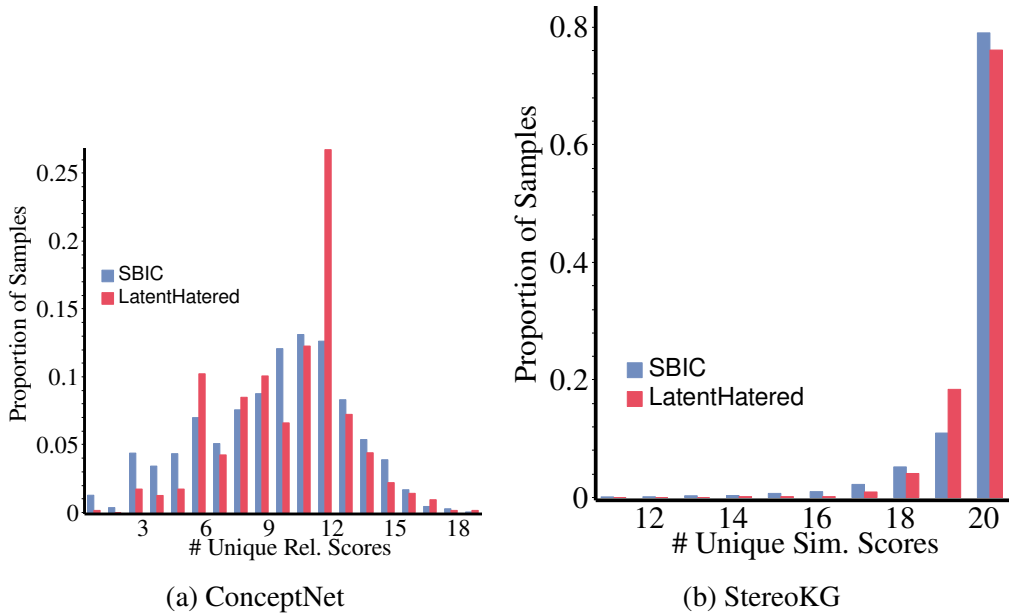 0.25
0.2
0.15
0.1
0.05
0
Proportion of Samples
SBIC
LatentHatered
3 6 9 12 15 18
# Unique Rel. Scores
(a) ConceptNet
0.8
0.6
0.4
0.2
0
Proportion of Samples
SBIC
LatentHatered
12 14 16 18 20
# Unique Sim. Scores
(b) StereoKG